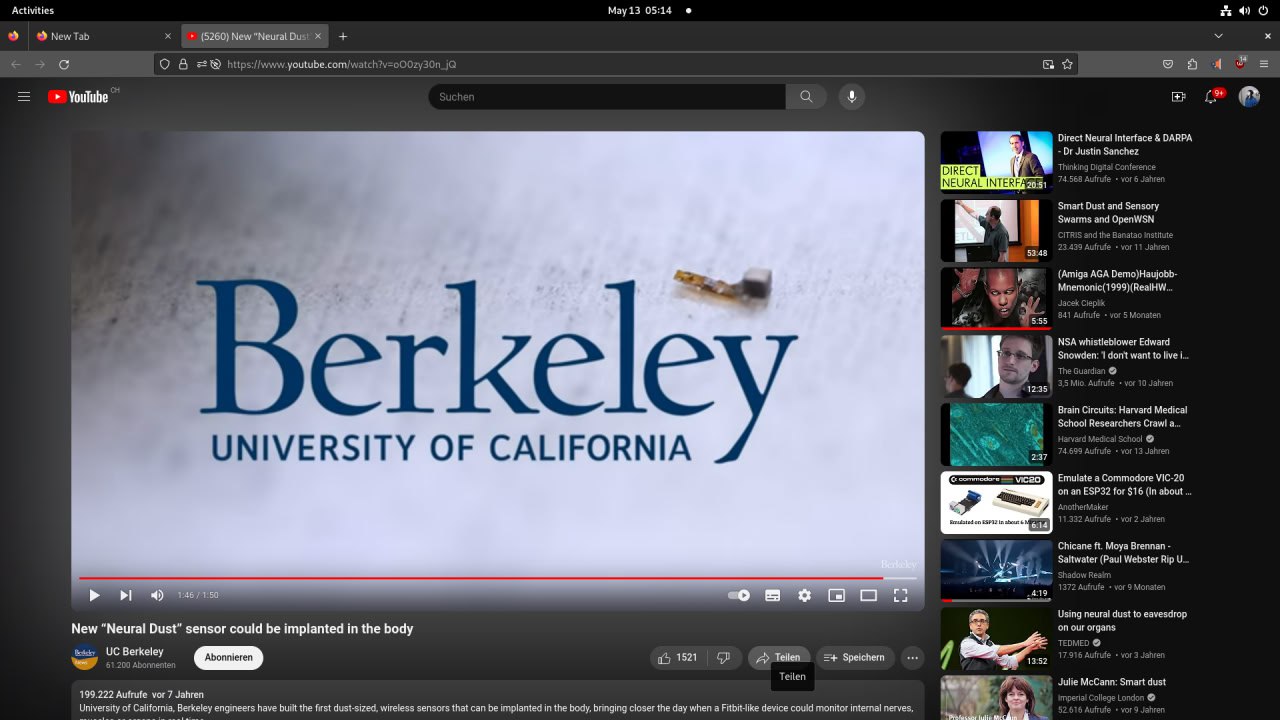 Activities
May 13 05:14
New Tab
(5260) New “Neural Dust
https://www.youtube.com/watch?v=oO0zy30n_jQ
14
YouTube CH
Suchen
9+
Berkeley
UNIVERSITY OF CALIFORNIA
Berkeley
1:46 / 1:50
New “Neural Dust” sensor could be implanted in the body
Berkeley
News
UC Berkeley
61.200 Abonnenten
Abonnieren
1521
Teilen
Speichern
Teilen
199.222 Aufrufe vor 7 Jahren
University of California, Berkeley engineers have built the first dust-sized, wireless sensors that can be implanted in the body, bringing closer the day when a Fitbit-like device could monitor internal nerves,
DIRECT
NEURAL INTERFA
20:51
Direct Neural Interface & DARPA
- Dr Justin Sanchez
Thinking Digital Conference
74.568 Aufrufe • vor 6 Jahren
53:48
Smart Dust and Sensory
Swarms and OpenWSN
CITRIS and the Banatao Institute
23.439 Aufrufe • vor 11 Jahren
5:55
(Amiga AGA Demo)Haujobb-
Mnemonic(1999)(RealHW...
Jacek Cieplik
841 Aufrufe • vor 5 Monaten
12:35
NSA whistleblower Edward
Snowden: 'I don't want to live i...
The Guardian
3,5 Mio. Aufrufe • vor 10 Jahren
2:37
Brain Circuits: Harvard Medical
School Researchers Crawl a...
Harvard Medical School
74.699 Aufrufe • vor 13 Jahren
commodore VIC20
Emulated on ESP32 in about 6 M
6:14
Emulate a Commodore VIC-20
on an ESP32 for $16 (In about ...
AnotherMaker
11.332 Aufrufe • vor 2 Jahren
4:19
Chicane ft. Moya Brennan -
Saltwater (Paul Webster Rip U...
Shadow Realm
1372 Aufrufe • vor 9 Monaten
13:52
Using neural dust to eavesdrop
on our organs
TEDMED
17.916 Aufrufe • vor 3 Jahren
Professor Julie McCann
Julie McCann: Smart dust
Imperial College London
52.616 Aufrufe • vor 9 Jahren